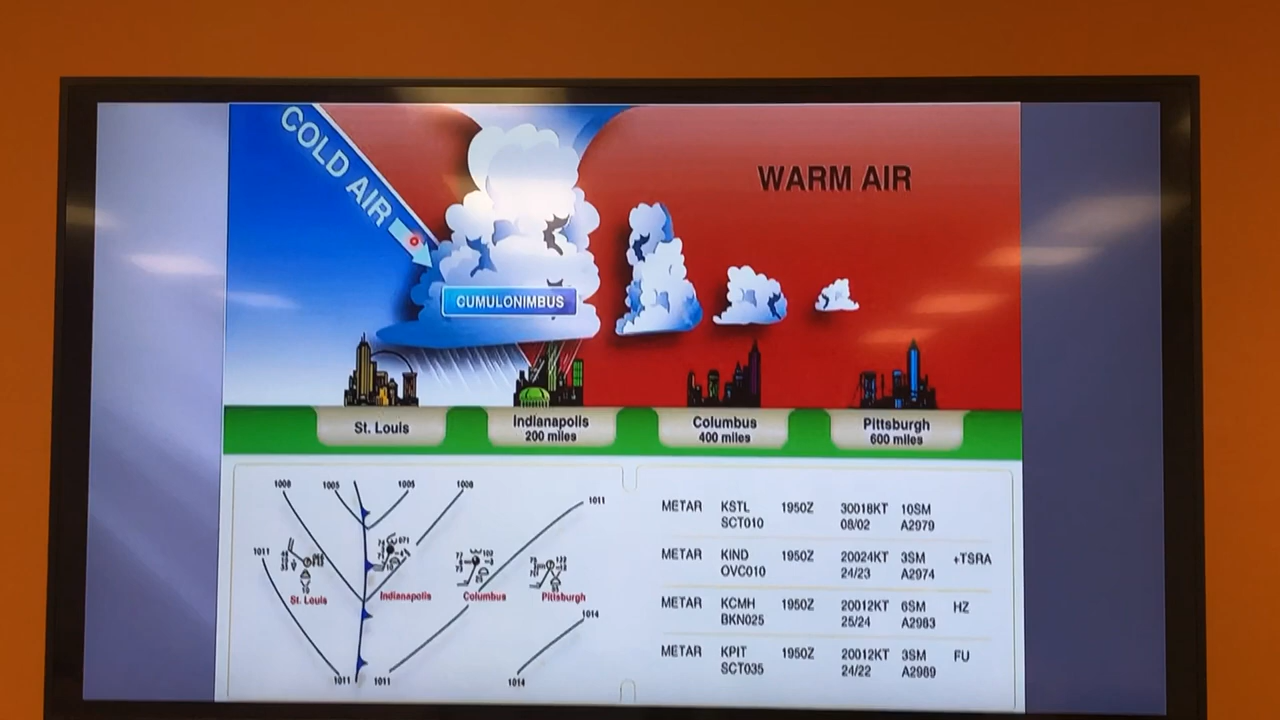 COLD AIR
WARM AIR
CUMULONIMBUS
St. Louis
Indianapolis
200 miles
Columbus
400 miles
Pittsburgh
600 miles
1008
1005
1005
1008
1011
1011
St. Louis
Indianapolis
Columbus
Pittsburgh
1014
1011
1011
1014
METAR KSTL 1950Z 30018KT 10SM
SCT010 08/02 A2979
METAR KIND 1950Z 20024KT 3SM +TSRA
OVC010 24/23 A2974
METAR KCMH 1950Z 20012KT 6SM HZ
BKN025 25/24 A2983
METAR KPIT 1950Z 20012KT 3SM FU
SCT035 24/22 A2989